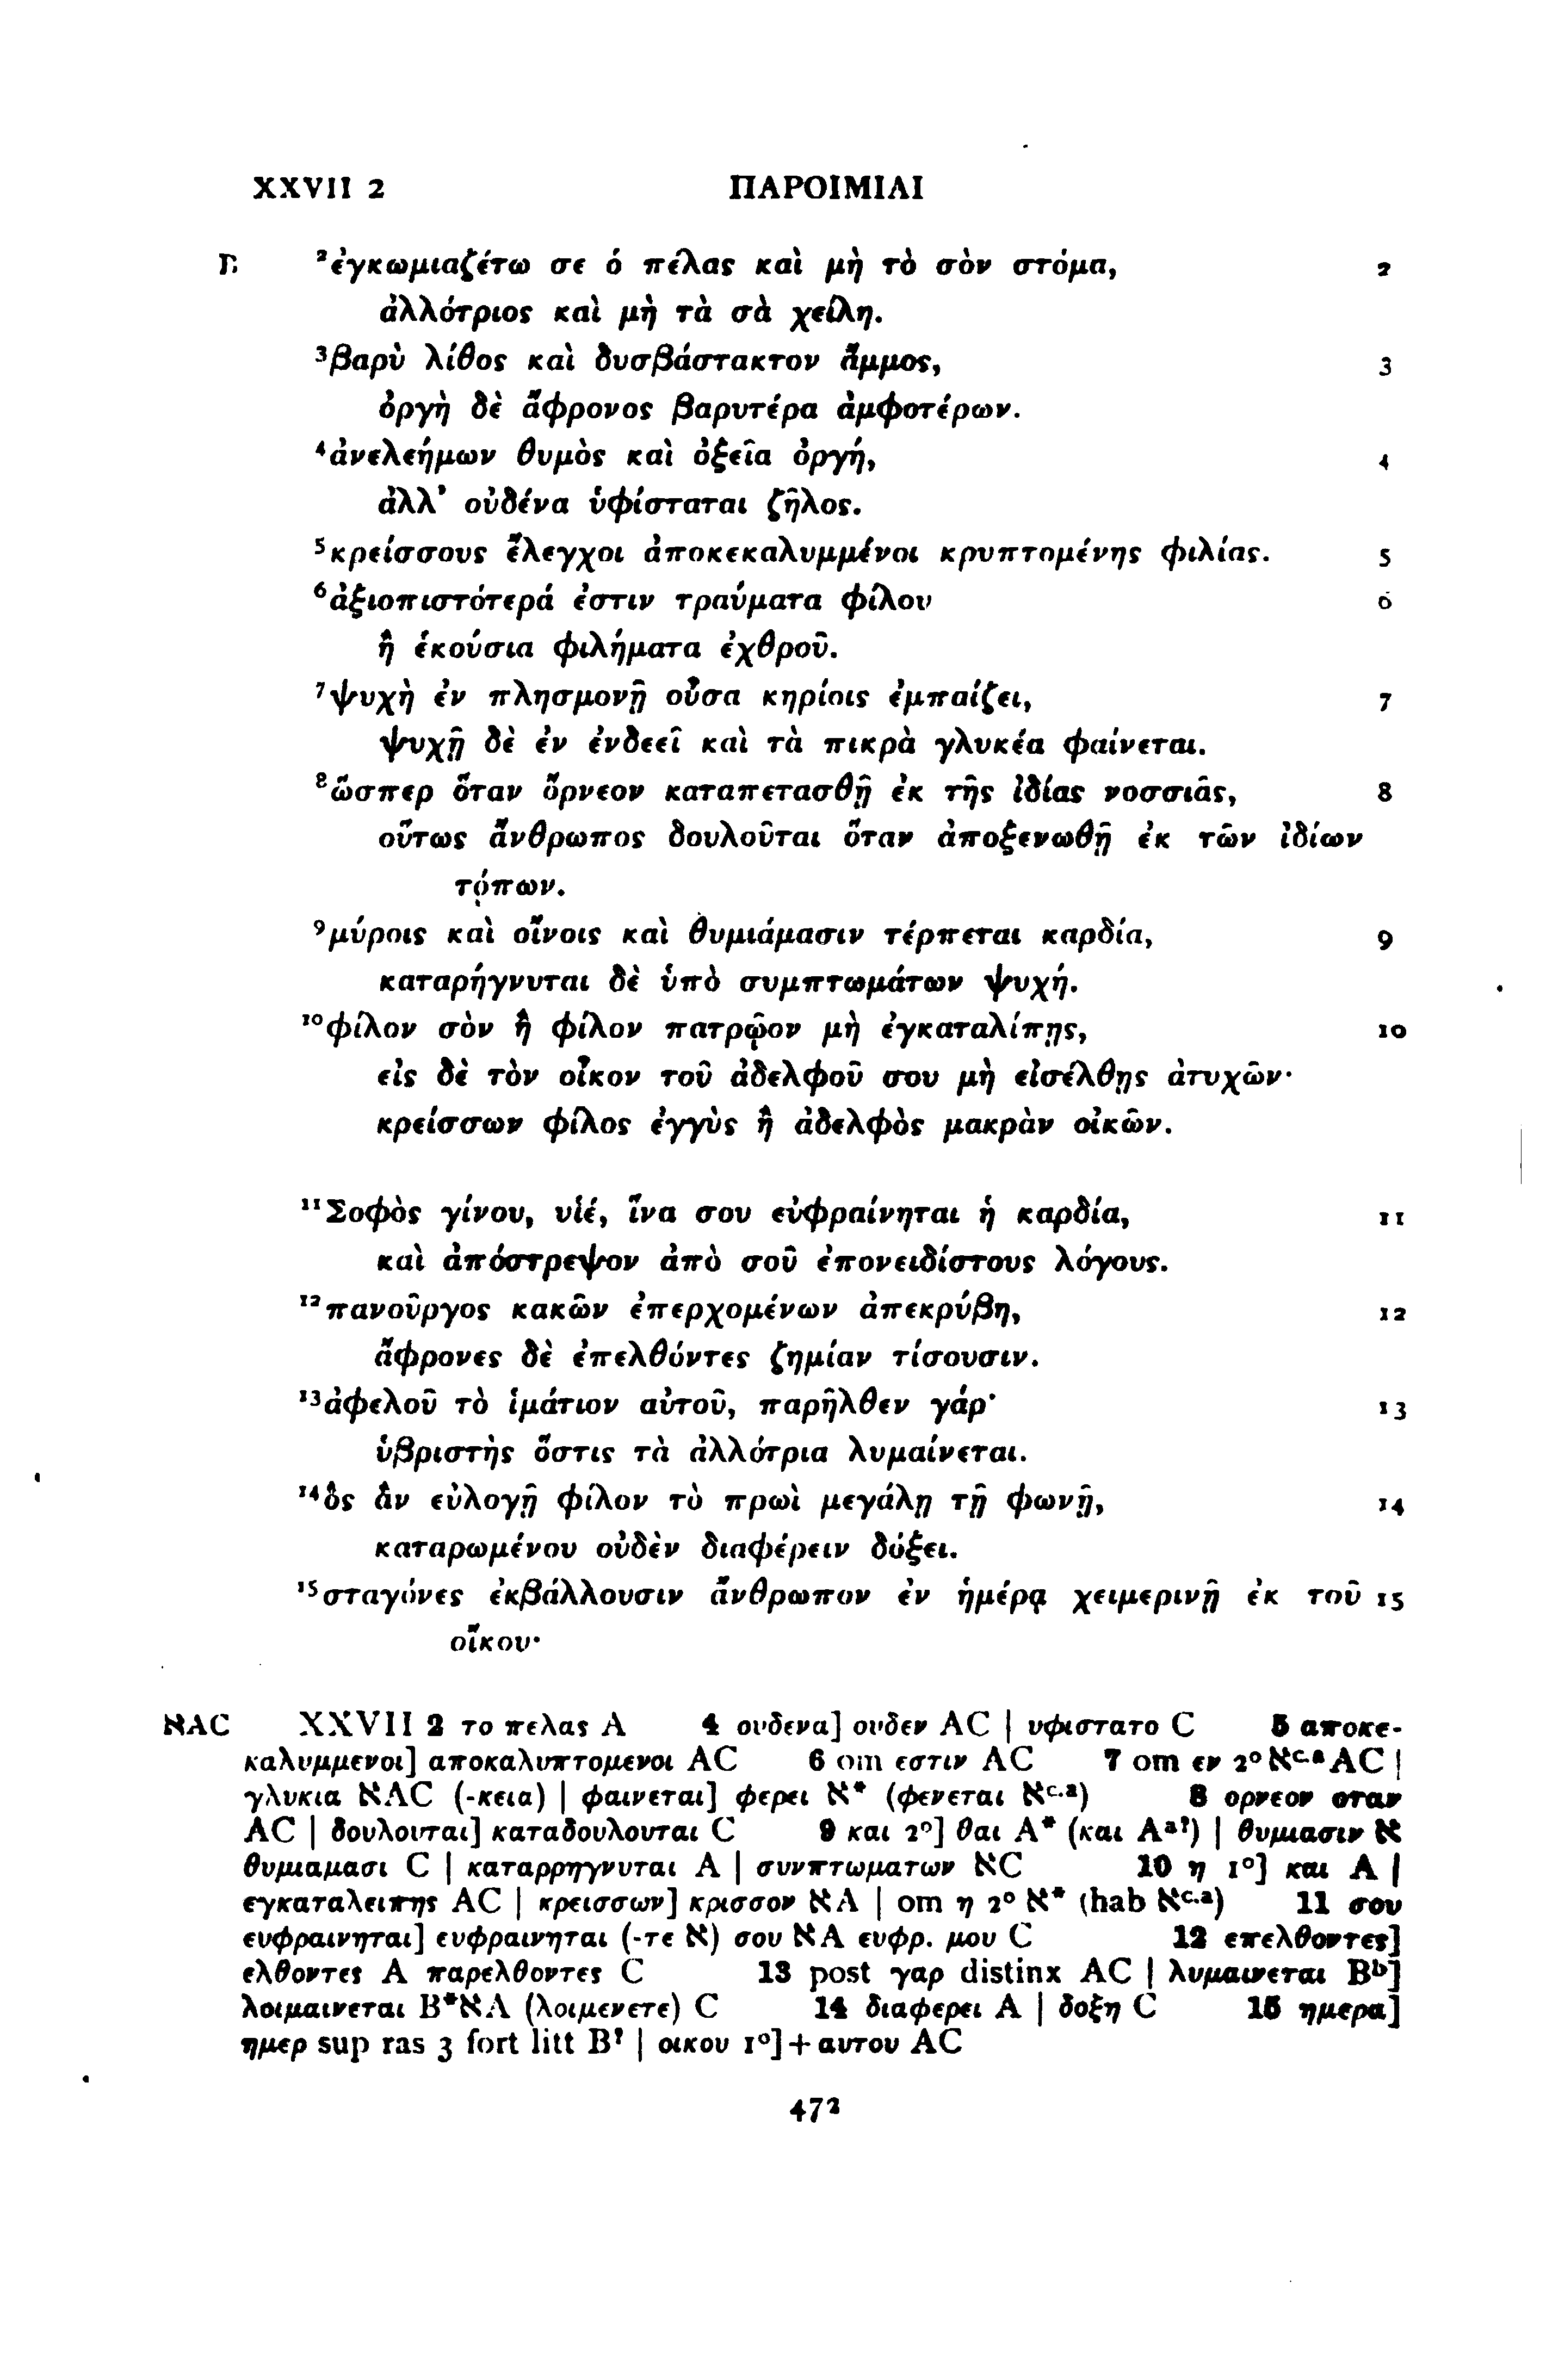 XXVII 2 ΠΑΡΟΙΜΙΑΙ
B ²ἐγκωμιαζέτω σε ὁ πέλας καὶ μὴ τὸ σὸν στόμα, 2
ἀλλότριος καὶ μὴ τὰ σὰ χείλη.
³βαρὺ λίθος καὶ δυσβάστακτον ἄμμος, 3
ὀργὴ δὲ ἄφρονος βαρυτέρα ἀμφοτέρων.
⁴ἀνελεήμων θυμὸς καὶ ὀξεῖα ὀργή, 4
ἀλλ' οὐδένα ὑφίσταται ζῆλος.
⁵κρείσσους ἔλεγχοι ἀποκεκαλυμμένοι κρυπτομένης φιλίας. 5
⁶ἀξιοπιστότερά ἐστιν τραύματα φίλου 6
ἢ ἑκούσια φιλήματα ἐχθροῦ.
⁷ψυχὴ ἐν πλησμονῇ οὖσα κηρίοις ἐμπαίζει, 7
ψυχῇ δὲ ἐν ἐνδεεῖ καὶ τὰ πικρὰ γλυκέα φαίνεται.
⁸ὥσπερ ὅταν ὄρνεον καταπετασθῇ ἐκ τῆς ἰδίας νοσσιᾶς, 8
οὕτως ἄνθρωπος δουλοῦται ὅταν ἀποξενωθῇ ἐκ τῶν ἰδίων
τόπων.
⁹μύροις καὶ οἴνοις καὶ θυμιάμασιν τέρπεται καρδία, 9
καταρήγνυται δὲ ὑπὸ συμπτωμάτων ψυχή.
¹⁰φίλον σὸν ἢ φίλον πατρῷον μὴ ἐγκαταλίπῃς, 10
εἰς δὲ τὸν οἶκον τοῦ ἀδελφοῦ σου μὴ εἰσέλθῃς ἀτυχῶν·
κρείσσων φίλος ἐγγὺς ἢ ἀδελφὸς μακρὰν οἰκῶν.
¹¹Σοφὸς γίνου, υἱέ, ἵνα σου εὐφραίνηται ἡ καρδία, 11
καὶ ἀπόστρεψον ἀπὸ σοῦ ἐπονειδίστους λόγους.
¹²πανοῦργος κακῶν ἐπερχομένων ἀπεκρύβη, 12
ἄφρονες δὲ ἐπελθόντες ζημίαν τίσουσιν.
¹³ἀφελοῦ τὸ ἱμάτιον αὐτοῦ, παρῆλθεν γάρ· 13
ὑβριστὴς ὅστις τὰ ἀλλότρια λυμαίνεται.
¹⁴ὃς ἂν εὐλογῇ φίλον τὸ πρωὶ μεγάλῃ τῇ φωνῇ, 14
καταρωμένου οὐδὲν διαφέρειν δόξει.
¹⁵σταγόνες ἐκβάλλουσιν ἄνθρωπον ἐν ἡμέρᾳ χειμερινῇ ἐκ τοῦ 15
οἴκου·
ℵAC XXVII 2 το πελας A 4 ουδενα] ουδεν AC | υφιστατο C 5 αποκε-
καλυμμενοι] αποκαλυπτομενοι AC 6 om εστιν AC 7 om εν 2° ℵᶜ·ᵃAC |
γλυκια ℵAC (-κεια) | φαινεται] φερει ℵ* (φενεται ℵᶜ·ᵃ) 8 ορνεον οταν
AC | δουλουται] καταδουλουται C 9 και 2°] θαι A* (και Aᵃ?) | θυμιασιν ℵ
θυμιαμασι C | καταρρηγνυται A | συνπτωματων ℵC 10 η 1°] και A |
εγκαταλειπης AC | κρεισσων] κρισσον ℵA | om η 2° ℵ* (hab ℵᶜ·ᵃ) 11 σου
ευφραινηται] ευφραινηται (-τε ℵ) σου ℵA ευφρ. μου C 12 επελθοντες]
ελθοντες A παρελθοντες C 13 post γαρ distinx AC | λυμαινεται Bᵇ]
λοιμαινεται B*ℵA (λοιμενετε) C 14 διαφερει A | δοξη C 15 ημερα]
ημερ sup ras 3 fort litt B? | οικου 1°]+αυτου AC
472